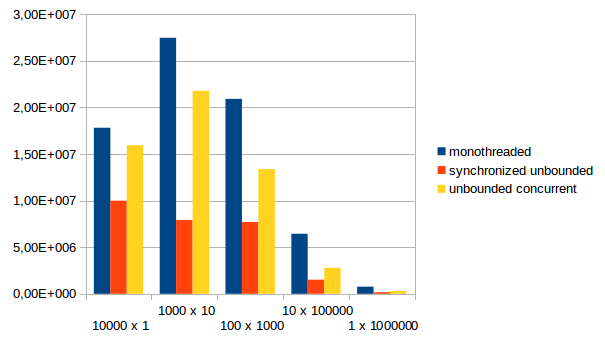 3,00E+007
2,50E+007
2,00E+007
1,50E+007
1,00E+007
5,00E+006
0,00E+000
monothreaded
synchronized unbounded
unbounded concurrent
1000 x 10
10 x 100000
10000 x 1
100 x 1000
1 x 1000000